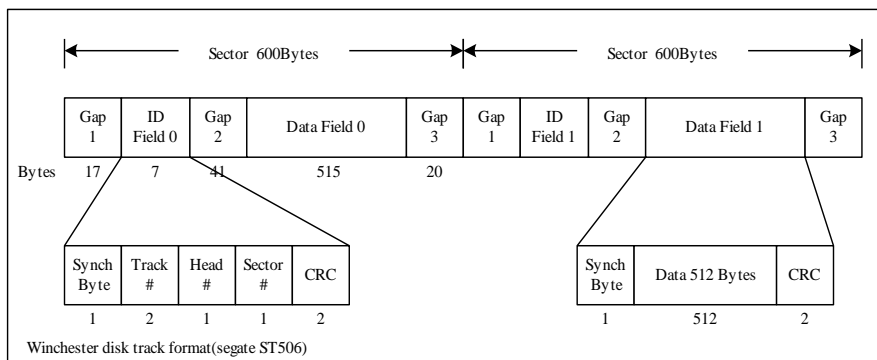 Sector 600Bytes Sector 600Bytes
Gap 1 ID Field 0 Gap 2 Data Field 0 Gap 3 Gap 1 ID Field 1 Gap 2 Data Field 1 Gap 3
Bytes 17 7 41 515 20
Synch Byte Track # Head # Sector # CRC Synch Byte Data 512 Bytes CRC
1 2 1 1 2 1 512 2
Winchester disk track format(segate ST506)